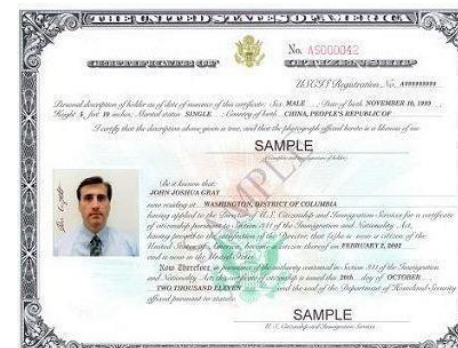 THE UNITED STATES OF AMERICA
No. AS000042
CERTIFICATE OF CITIZENSHIP
USCIS Registration No. A#########
Personal description of holder as of date of issuance of this certificate: Sex MALE ; Date of birth NOVEMBER 10, 1999 ;
Height 5 feet 10 inches; Marital status SINGLE ; Country of birth CHINA, PEOPLE'S REPUBLIC OF
I certify that the description above given is true, and that the photograph affixed hereto is a likeness of me
SAMPLE
(Complete and true signature of holder)
Be it known that:
JOHN JOSHUA GRAY
now residing at WASHINGTON, DISTRICT OF COLUMBIA
having applied to the Director of U.S. Citizenship and Immigration Services for a certificate
of citizenship pursuant to Section 341 of the Immigration and Nationality Act,
having proved to the satisfaction of the Director, that (s)he is now a citizen of the
United States of America, became a citizen thereof on FEBRUARY 2, 2002
and is now in the United States
Now Therefore, the authority contained in Section 341 of the Immigration
and Nationality Act, this certificate of citizenship is issued this 20th day of OCTOBER
TWO THOUSAND ELEVEN and the seal of the Department of Homeland Security
affixed pursuant to statute.
SAMPLE
SAMPLE
U. S. Citizenship and Immigration Services